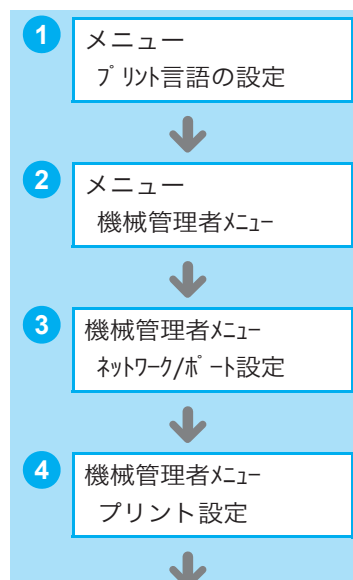 1
メニュー
プリント言語の設定
2
メニュー
機械管理者メニュー
3
機械管理者メニュー
ネットワーク/ポート設定
4
機械管理者メニュー
プリント設定